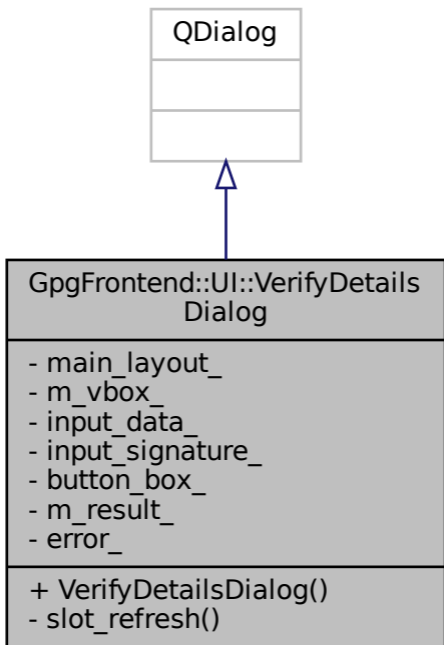 QDialog
GpgFrontend::UI::VerifyDetails
Dialog
- main_layout_
- m_vbox_
- input_data_
- input_signature_
- button_box_
- m_result_
- error_
+ VerifyDetailsDialog()
- slot_refresh()